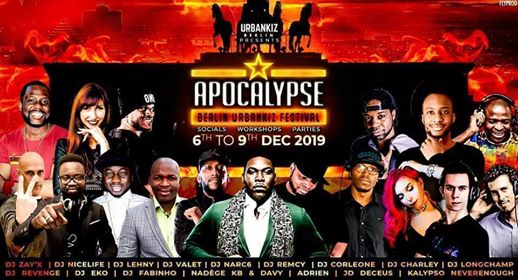 FLYPROD
URBANKIZ
BERLIN
PRESENTS
APOCALYPSE
BERLIN URBANKIZ FESTIVAL
SOCIALS WORKSHOPS PARTIES
6TH TO 9TH DEC 2019
DJ ZAY'X | DJ NICELIFE | DJ LEHNY | DJ VALET | DJ NARC6 | DJ REMCY | DJ CORLEONE | DJ CHARLEY | DJ LONGCHAMP
DJ REVENGE | DJ EKO | DJ FABINHO | NADÈGE KB & DAVY | ADRIEN | JD DECEUS | KALYPSO NEVERENOUGH